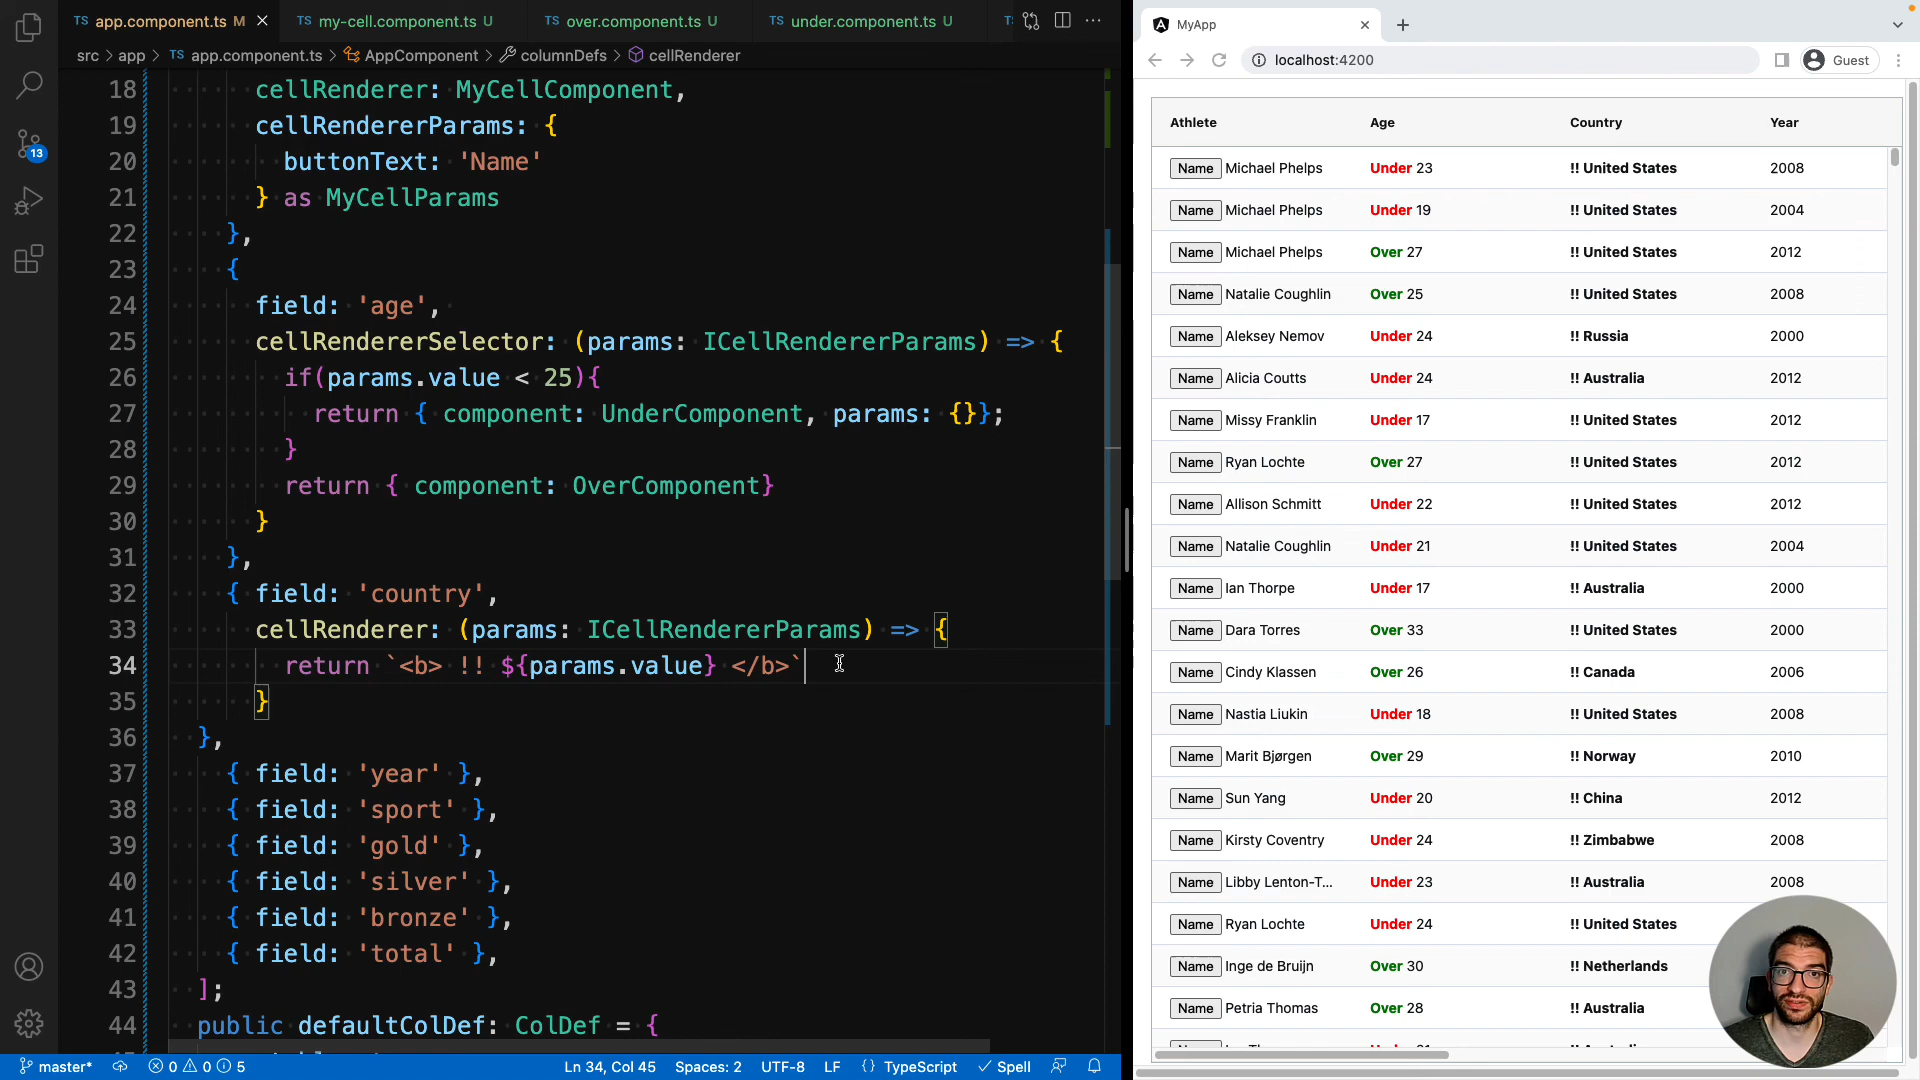 TS app.component.ts M
TS my-cell.component.ts U
TS over.component.ts U
TS under.component.ts U
src > app > TS app.component.ts > AppComponent > columnDefs > cellRenderer
18 cellRenderer: MyCellComponent,
19 cellRendererParams: {
20 buttonText: 'Name'
21 } as MyCellParams
22 },
23 {
24 field: 'age',
25 cellRendererSelector: (params: ICellRendererParams) => {
26 if(params.value < 25){
27 return { component: UnderComponent, params: {}};
28 }
29 return { component: OverComponent}
30 }
31 },
32 { field: 'country',
33 cellRenderer: (params: ICellRendererParams) => {
34 return `<b> !! ${params.value} </b>`
35 }
36 },
37 { field: 'year' },
38 { field: 'sport' },
39 { field: 'gold' },
40 { field: 'silver' },
41 { field: 'bronze' },
42 { field: 'total' },
43 ];
44 public defaultColDef: ColDef = {
13
master* 0 0 5 Ln 34, Col 45 Spaces: 2 UTF-8 LF {} TypeScript Spell
MyApp
localhost:4200
Guest
Athlete Age Country Year
Name Michael Phelps Under 23 !! United States 2008
Name Michael Phelps Under 19 !! United States 2004
Name Michael Phelps Over 27 !! United States 2012
Name Natalie Coughlin Over 25 !! United States 2008
Name Aleksey Nemov Under 24 !! Russia 2000
Name Alicia Coutts Under 24 !! Australia 2012
Name Missy Franklin Under 17 !! United States 2012
Name Ryan Lochte Over 27 !! United States 2012
Name Allison Schmitt Under 22 !! United States 2012
Name Natalie Coughlin Under 21 !! United States 2004
Name Ian Thorpe Under 17 !! Australia 2000
Name Dara Torres Over 33 !! United States 2000
Name Cindy Klassen Over 26 !! Canada 2006
Name Nastia Liukin Under 18 !! United States 2008
Name Marit Bjørgen Over 29 !! Norway 2010
Name Sun Yang Under 20 !! China 2012
Name Kirsty Coventry Under 24 !! Zimbabwe 2008
Name Libby Lenton-T... Under 23 !! Australia 2008
Name Ryan Lochte Under 24 !! United States
Name Inge de Bruijn Over 30 !! Netherlands
Name Petria Thomas Over 28 !! Australia